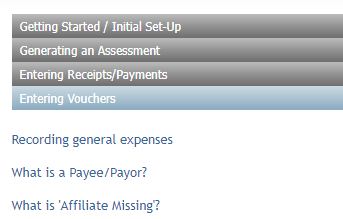 Getting Started / Initial Set-Up
Generating an Assessment
Entering Receipts/Payments
Entering Vouchers
Recording general expenses
What is a Payee/Payor?
What is 'Affiliate Missing'?